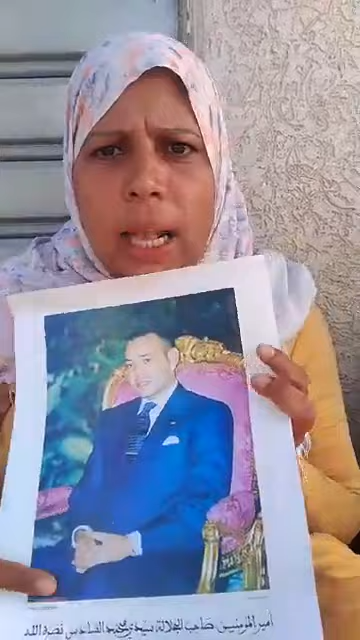 أمير المؤمنين صاحب الجلالة سيدي محمد السادس نصره الله